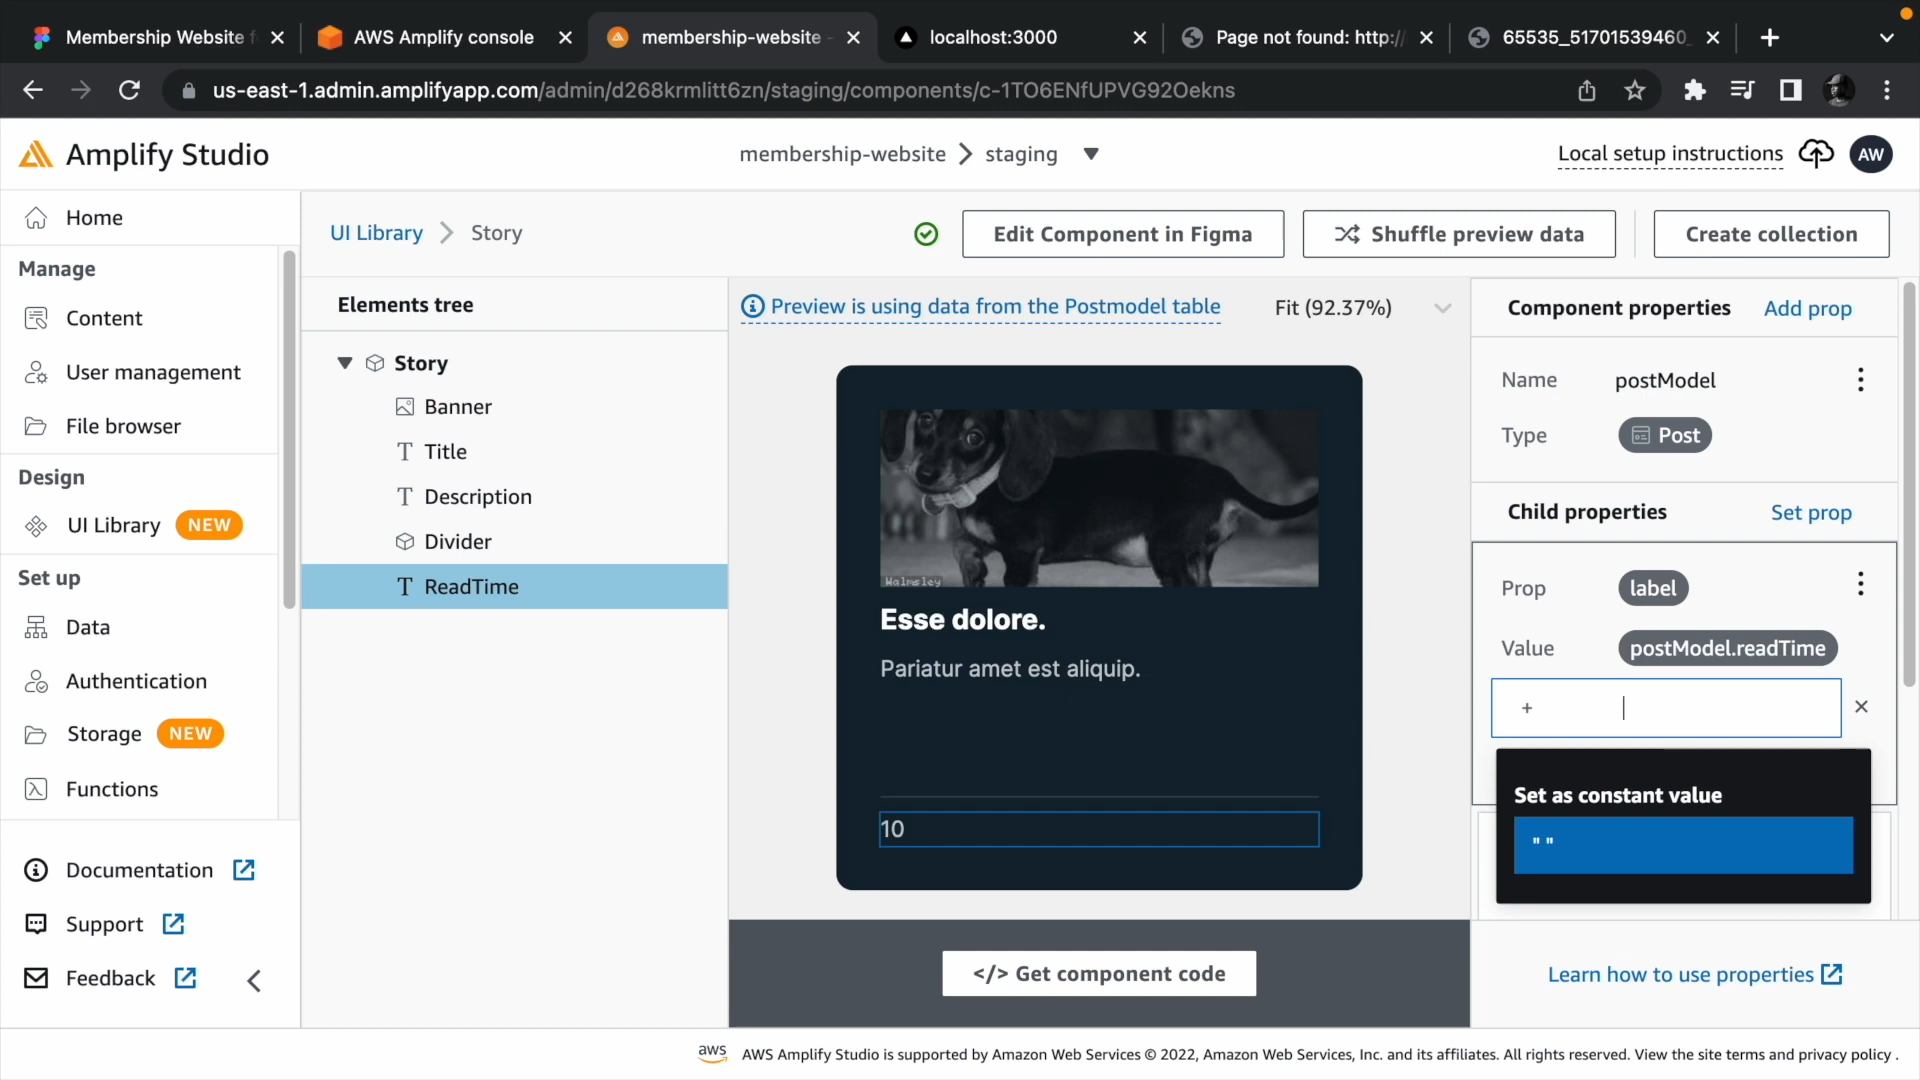 Membership Website f
AWS Amplify console
membership-website -
localhost:3000
Page not found: http:/
65535_51701539460_
us-east-1.admin.amplifyapp.com/admin/d268krmlitt6zn/staging/components/c-1TO6ENfUPVG92Oekns
Amplify Studio
membership-website > staging
Local setup instructions
AW
Home
Manage
Content
User management
File browser
Design
UI Library NEW
Set up
Data
Authentication
Storage NEW
Functions
Documentation
Support
Feedback
UI Library > Story
Edit Component in Figma
Shuffle preview data
Create collection
Elements tree
Story
Banner
Title
Description
Divider
ReadTime
Preview is using data from the Postmodel table
Fit (92.37%)
Walmsley
Esse dolore.
Pariatur amet est aliquip.
10
</> Get component code
Component properties
Add prop
Name postModel
Type Post
Child properties
Set prop
Prop label
Value postModel.readTime
+
Set as constant value
" "
Learn how to use properties
aws
AWS Amplify Studio is supported by Amazon Web Services © 2022, Amazon Web Services, Inc. and its affiliates. All rights reserved. View the site terms and privacy policy .